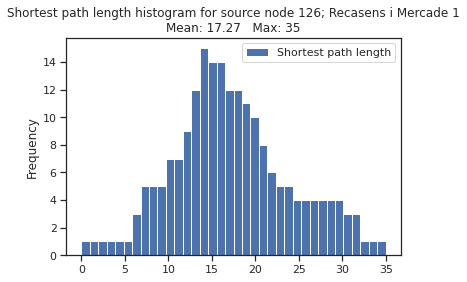 Shortest path length histogram for source node 126; Recasens i Mercade 1
Mean: 17.27   Max: 35
Shortest path length
Frequency
14
12
10
8
6
4
2
0
0 5 10 15 20 25 30 35